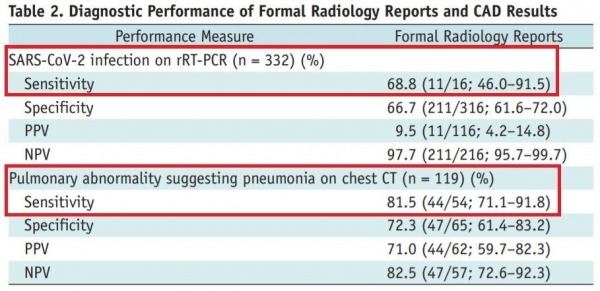 Table 2. Diagnostic Performance of Formal Radiology Reports and CAD Results
Performance Measure Formal Radiology Reports
SARS-CoV-2 infection on rRT-PCR (n = 332) (%)
Sensitivity 68.8 (11/16; 46.0–91.5)
Specificity 66.7 (211/316; 61.6–72.0)
PPV 9.5 (11/116; 4.2–14.8)
NPV 97.7 (211/216; 95.7–99.7)
Pulmonary abnormality suggesting pneumonia on chest CT (n = 119) (%)
Sensitivity 81.5 (44/54; 71.1–91.8)
Specificity 72.3 (47/65; 61.4–83.2)
PPV 71.0 (44/62; 59.7–82.3)
NPV 82.5 (47/57; 72.6–92.3)